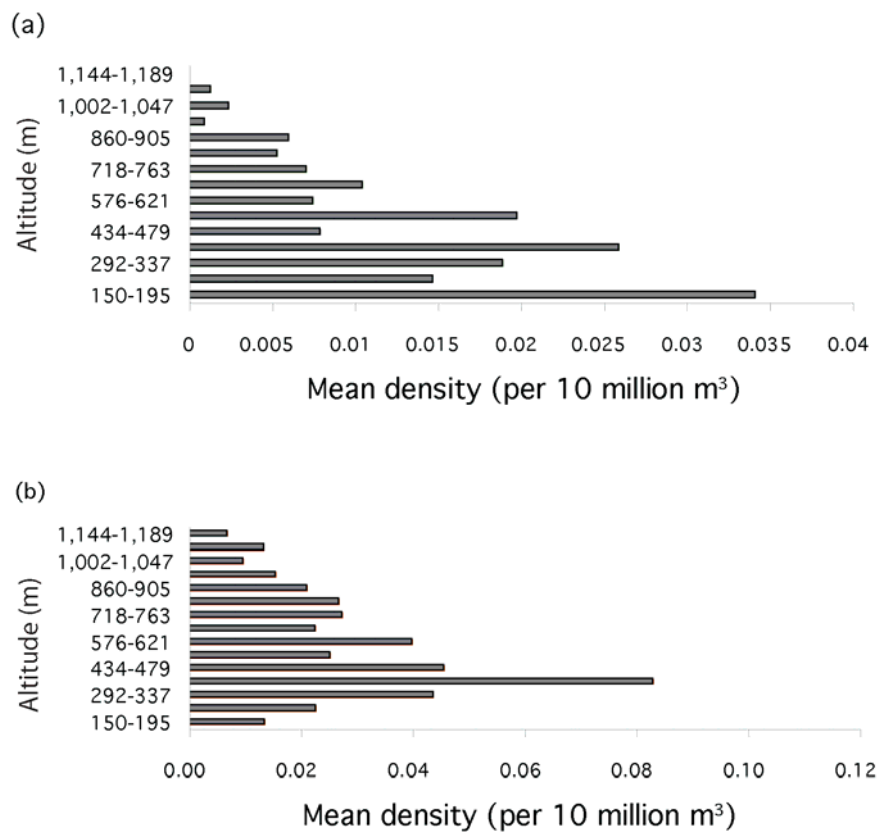 (a)
1,144-1,189
1,002-1,047
860-905
718-763
576-621
434-479
292-337
150-195
Altitude (m)
0 0.005 0.01 0.015 0.02 0.025 0.03 0.035 0.04
Mean density (per 10 million m³)
(b)
1,144-1,189
1,002-1,047
860-905
718-763
576-621
434-479
292-337
150-195
Altitude (m)
0.00 0.02 0.04 0.06 0.08 0.10 0.12
Mean density (per 10 million m³)